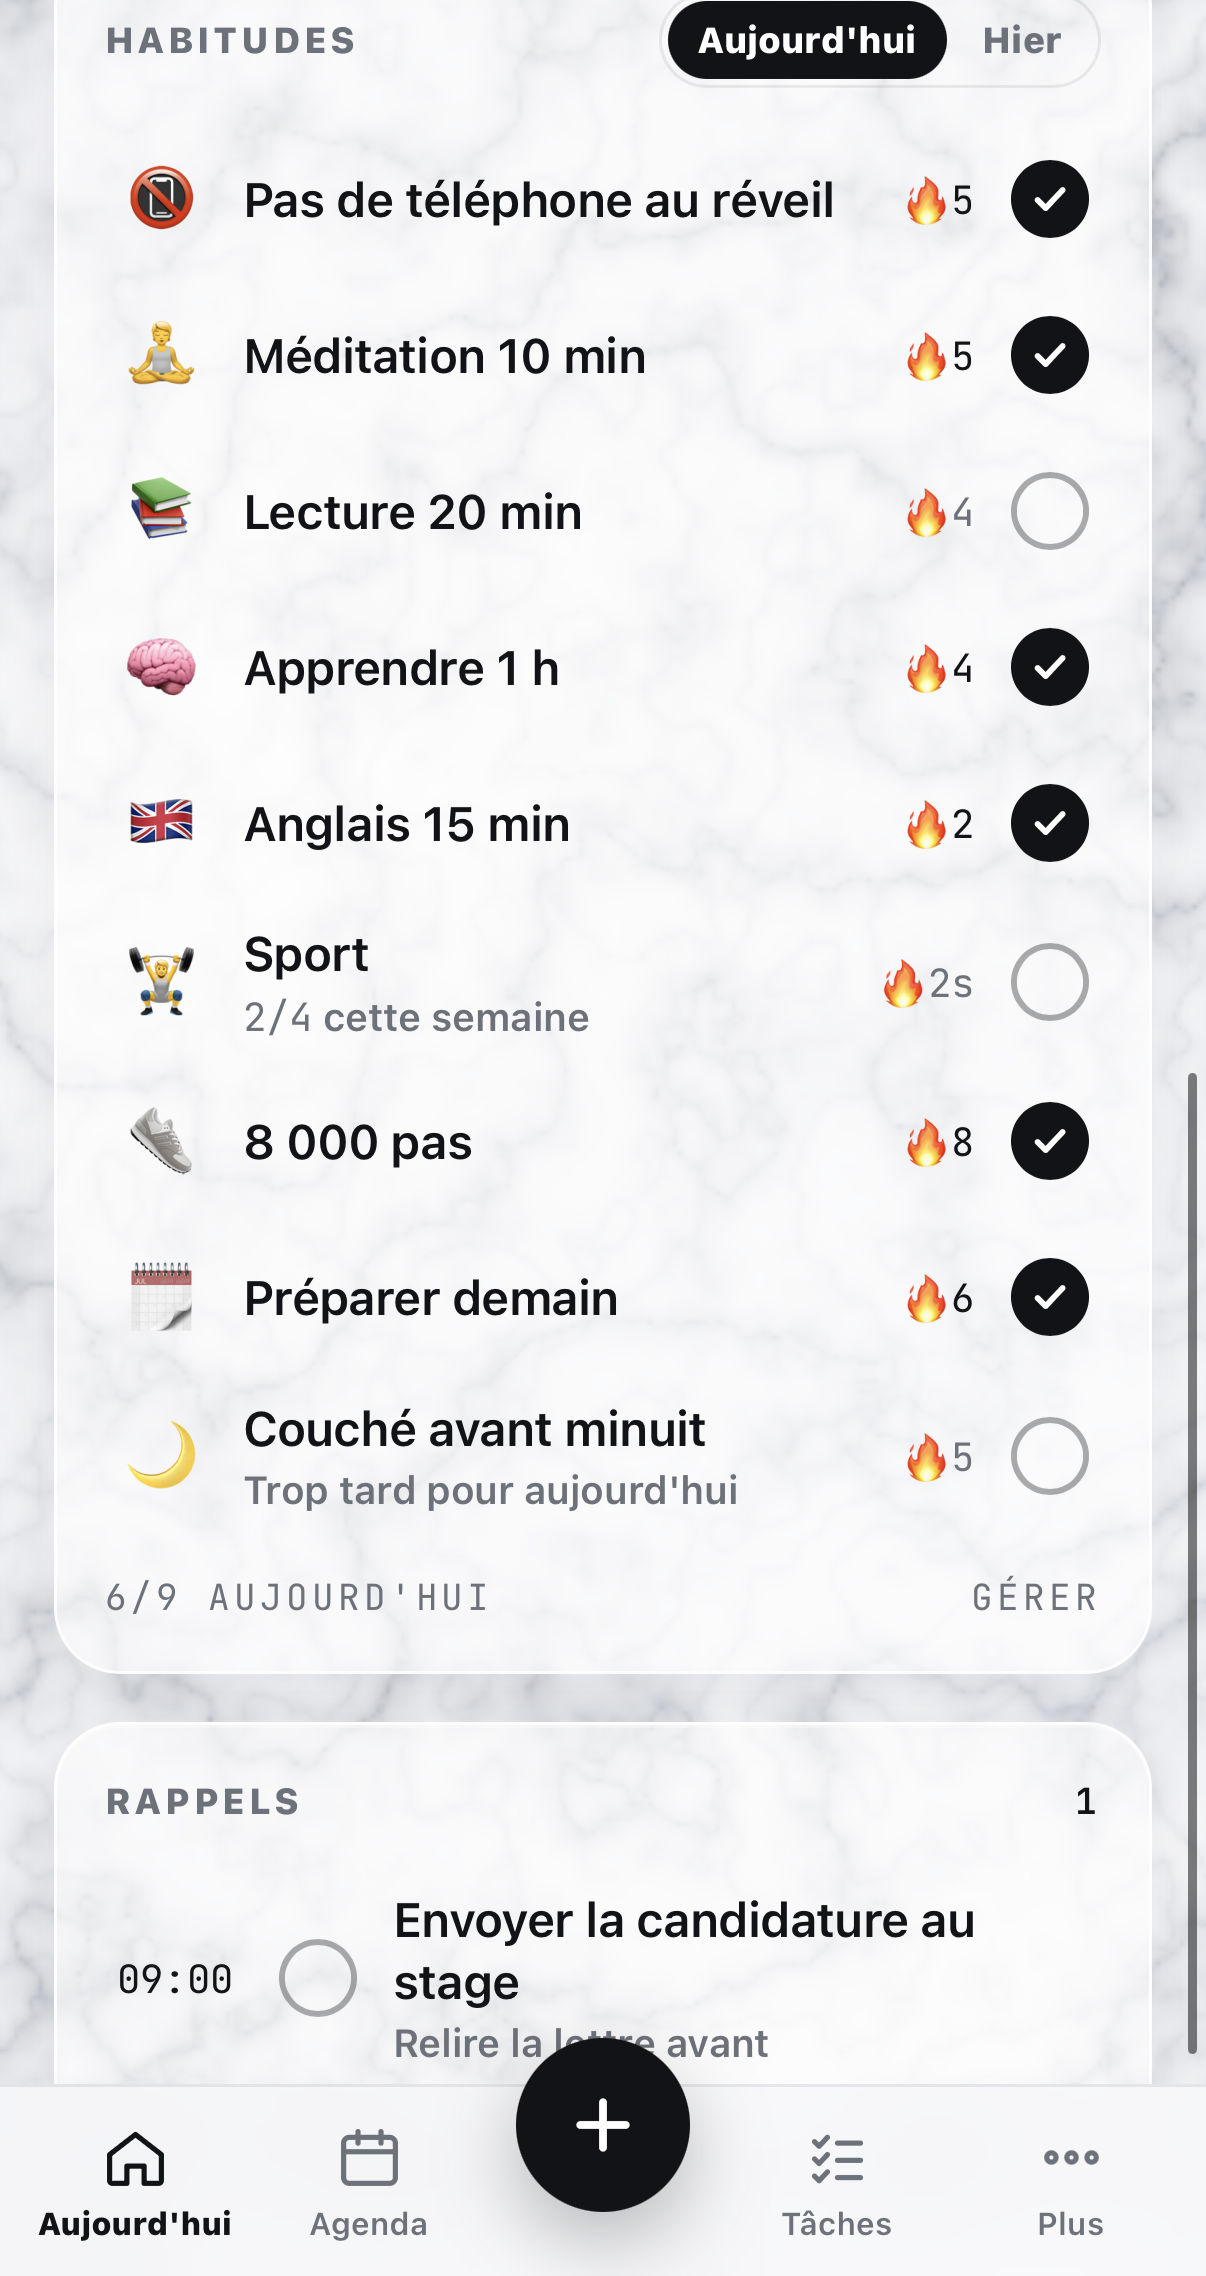 HABITUDES
Aujourd'hui
Hier
Pas de téléphone au réveil
🔥5
Méditation 10 min
🔥5
Lecture 20 min
🔥4
Apprendre 1 h
🔥4
Anglais 15 min
🔥2
Sport
2/4 cette semaine
🔥2s
8 000 pas
🔥8
Préparer demain
🔥6
Couché avant minuit
Trop tard pour aujourd'hui
🔥5
6/9 AUJOURD'HUI
GÉRER
RAPPELS
1
09:00
Envoyer la candidature au
stage
Relire la lettre avant
Aujourd'hui
Agenda
Tâches
Plus